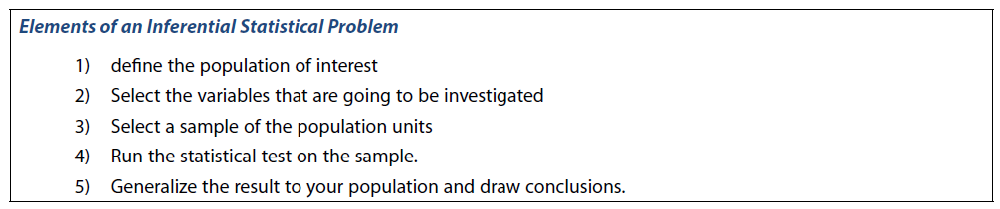 Elements of an Inferential Statistical Problem
1) define the population of interest
2) Select the variables that are going to be investigated
3) Select a sample of the population units
4) Run the statistical test on the sample.
5) Generalize the result to your population and draw conclusions.